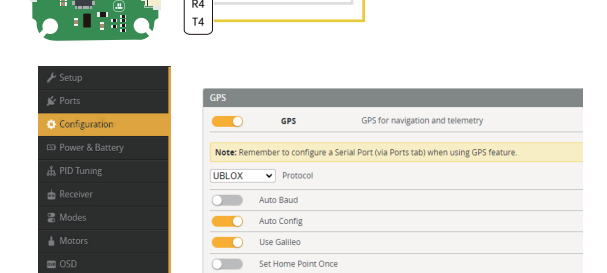 R4
T4
Setup
Ports
Configuration
Power & Battery
PID Tuning
Receiver
Modes
Motors
OSD
GPS
GPS GPS for navigation and telemetry
Note: Remember to configure a Serial Port (via Ports tab) when using GPS feature.
UBLOX Protocol
Auto Baud
Auto Config
Use Galileo
Set Home Point Once